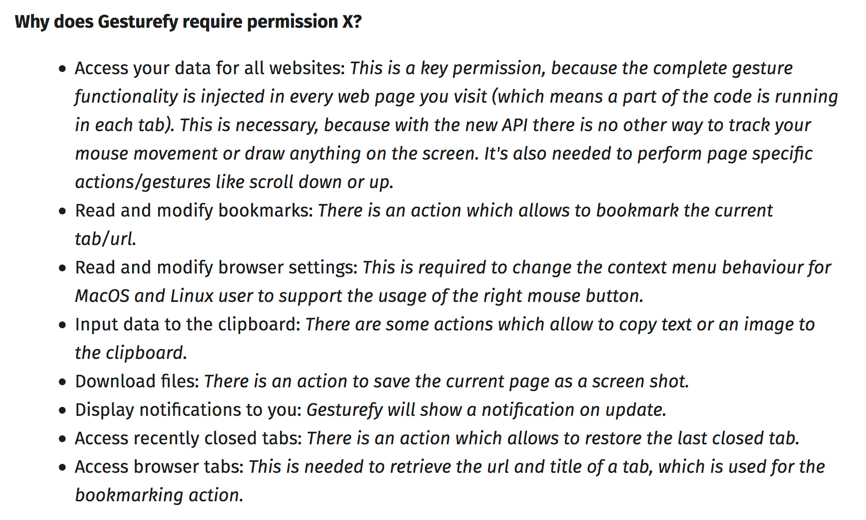 Why does Gesturefy require permission X?
• Access your data for all websites: This is a key permission, because the complete gesture
functionality is injected in every web page you visit (which means a part of the code is running
in each tab). This is necessary, because with the new API there is no other way to track your
mouse movement or draw anything on the screen. It's also needed to perform page specific
actions/gestures like scroll down or up.
• Read and modify bookmarks: There is an action which allows to bookmark the current
tab/url.
• Read and modify browser settings: This is required to change the context menu behaviour for
MacOS and Linux user to support the usage of the right mouse button.
• Input data to the clipboard: There are some actions which allow to copy text or an image to
the clipboard.
• Download files: There is an action to save the current page as a screen shot.
• Display notifications to you: Gesturefy will show a notification on update.
• Access recently closed tabs: There is an action which allows to restore the last closed tab.
• Access browser tabs: This is needed to retrieve the url and title of a tab, which is used for the
bookmarking action.